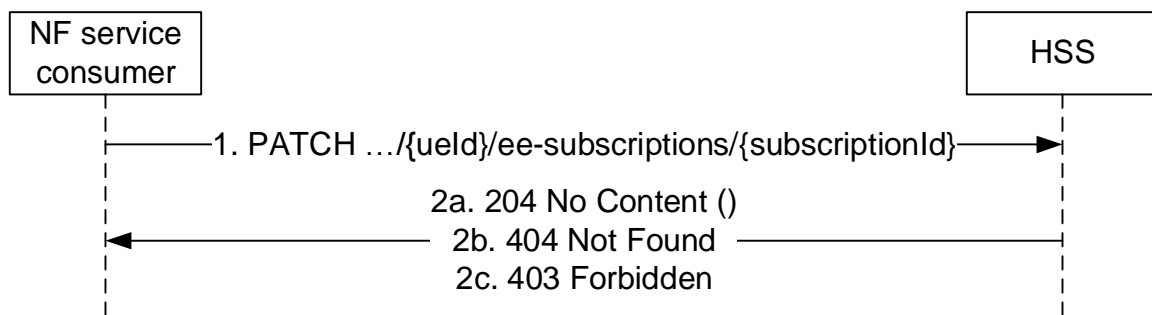 NF service
consumer
HSS
1. PATCH …/{ueId}/ee-subscriptions/{subscriptionId}
2a. 204 No Content ()
2b. 404 Not Found
2c. 403 Forbidden